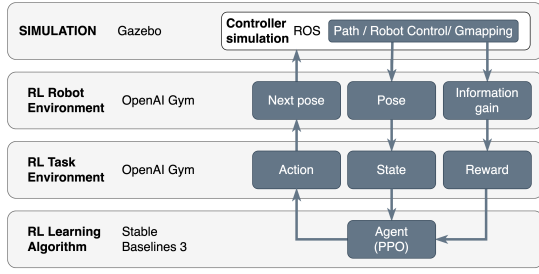 SIMULATION
Gazebo
Controller
simulation
ROS
Path / Robot Control/ Gmapping
RL Robot
Environment
OpenAI Gym
Next pose
Pose
Information
gain
RL Task
Environment
OpenAI Gym
Action
State
Reward
RL Learning
Algorithm
Stable
Baselines 3
Agent
(PPO)